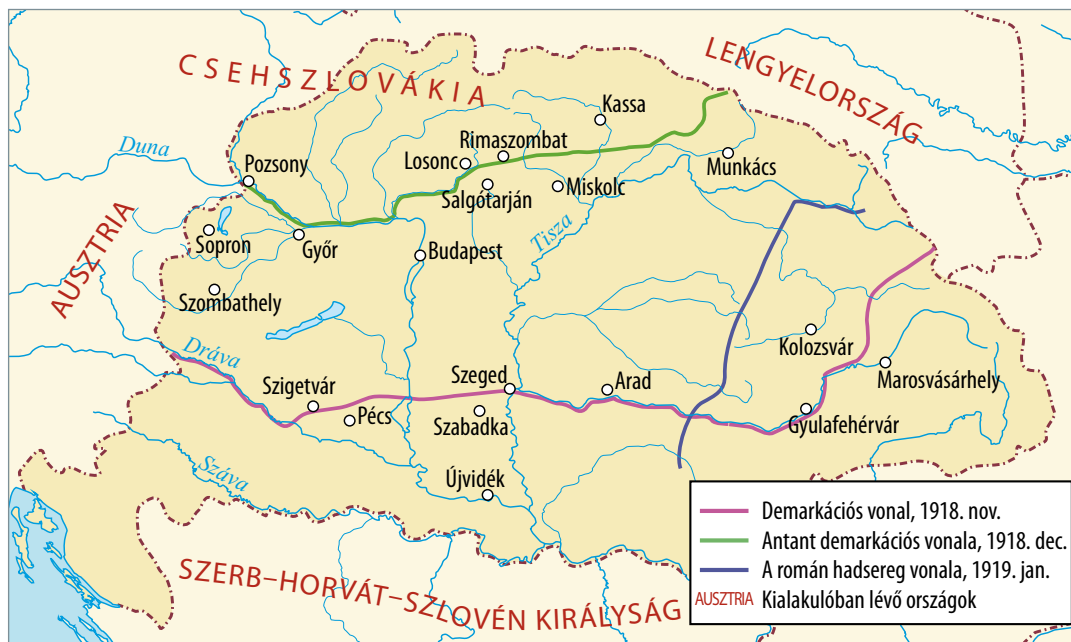 CSEHSZLOVÁKIA
LENGYELORSZÁG
Kassa
Duna
Rimaszombat
Losonc
Munkács
Pozsony
Miskolc
Salgótarján
Tisza
Sopron
Győr
Budapest
AUSZTRIA
Szombathely
Kolozsvár
Dráva
Marosvásárhely
Szigetvár
Szeged
Arad
Pécs
Szabadka
Gyulafehérvár
Száva
Újvidék
SZERB–HORVÁT–SZLOVÉN KIRÁLYSÁG
Demarkációs vonal, 1918. nov.
Antant demarkációs vonala, 1918. dec.
A román hadsereg vonala, 1919. jan.
AUSZTRIA Kialakulóban lévő országok